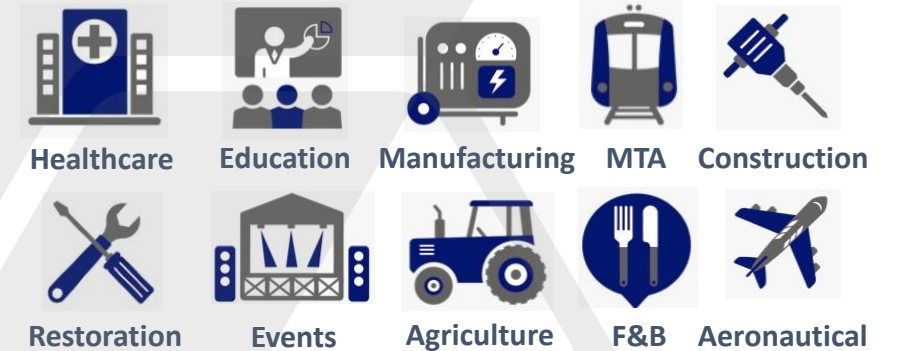 Healthcare Education Manufacturing MTA Construction
Restoration Events Agriculture F&B Aeronautical